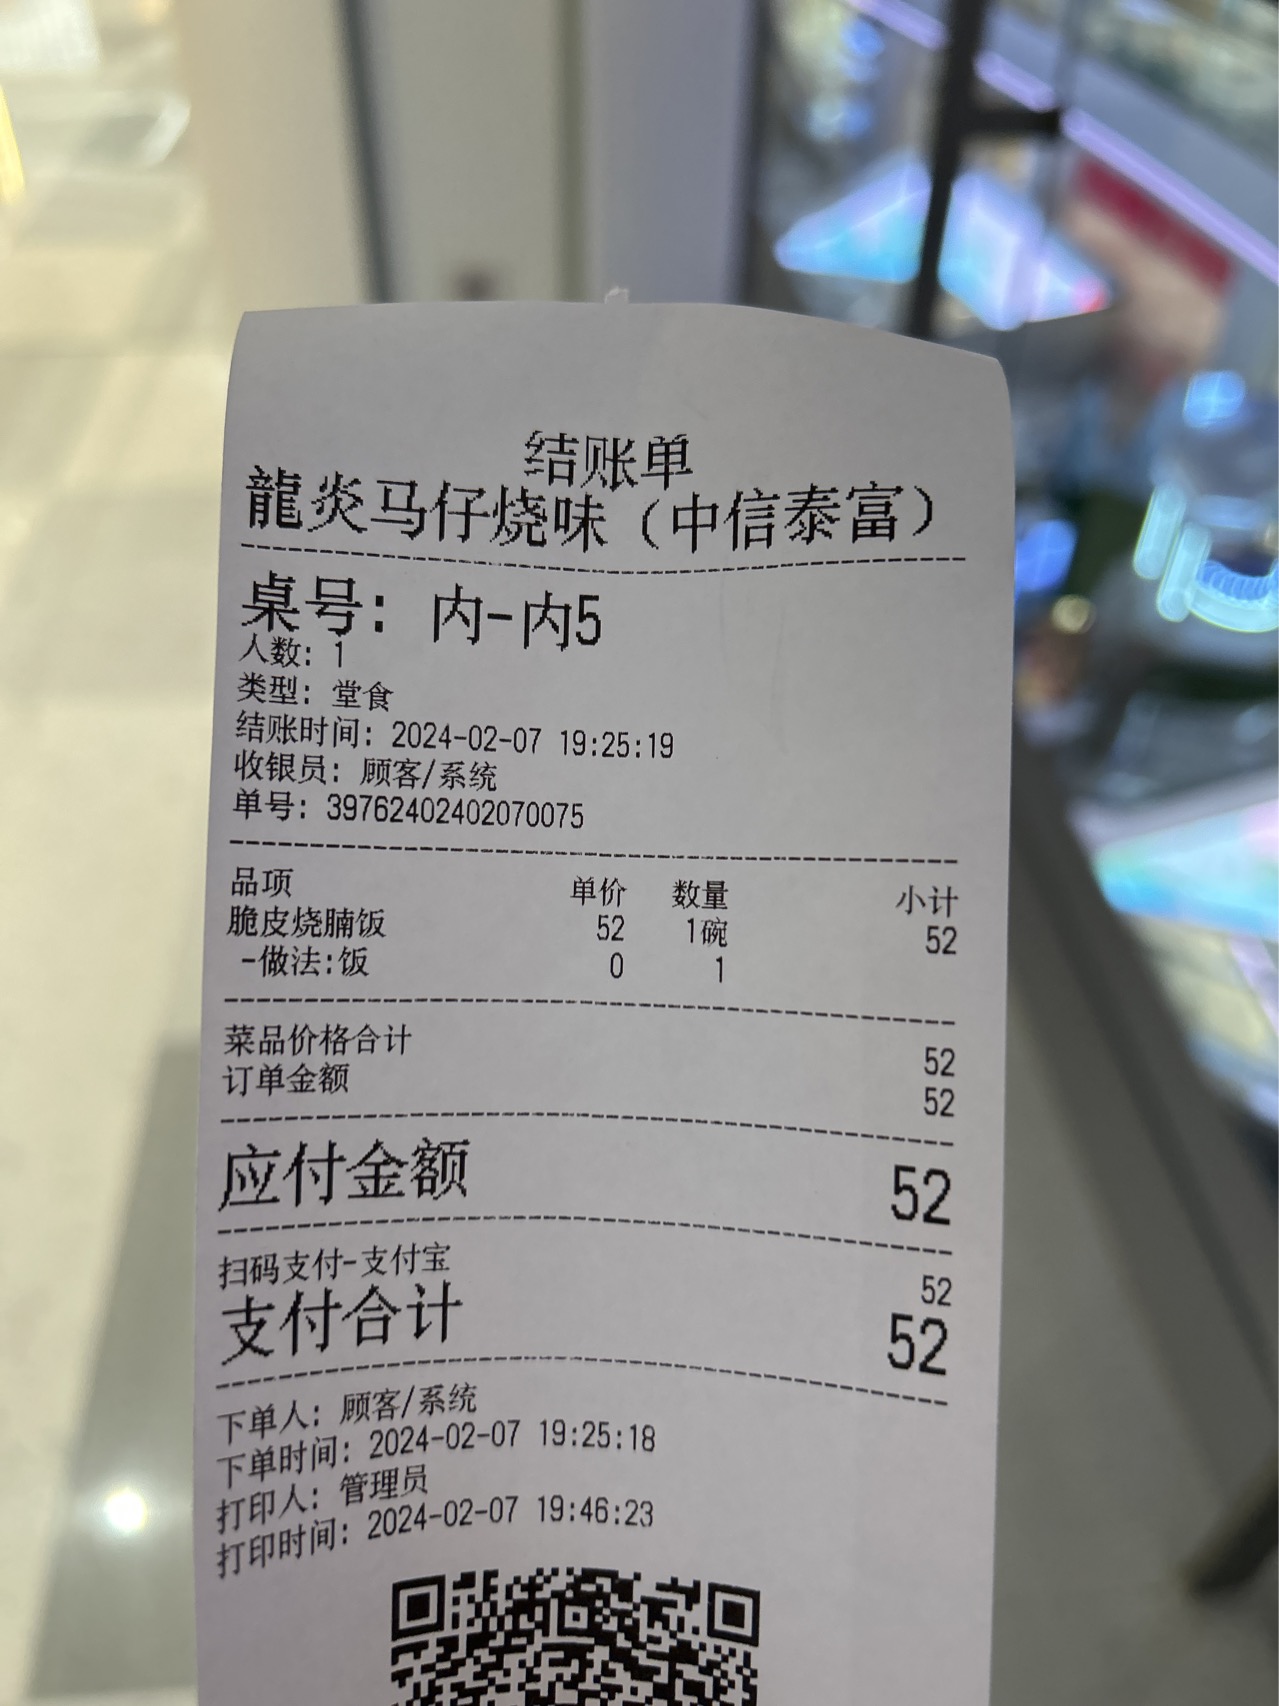 结账单
龍炎马仔烧味（中信泰富）
桌号：内-内5
人数：1
类型：堂食
结账时间：2024-02-07 19:25:19
收银员：顾客/系统
单号：39762402402070075
品项 单价 数量 小计
脆皮烧腩饭 52 1碗 52
-做法:饭 0 1
菜品价格合计 52
订单金额 52
应付金额 52
扫码支付-支付宝 52
支付合计 52
下单人：顾客/系统
下单时间：2024-02-07 19:25:18
打印人：管理员
打印时间：2024-02-07 19:46:23